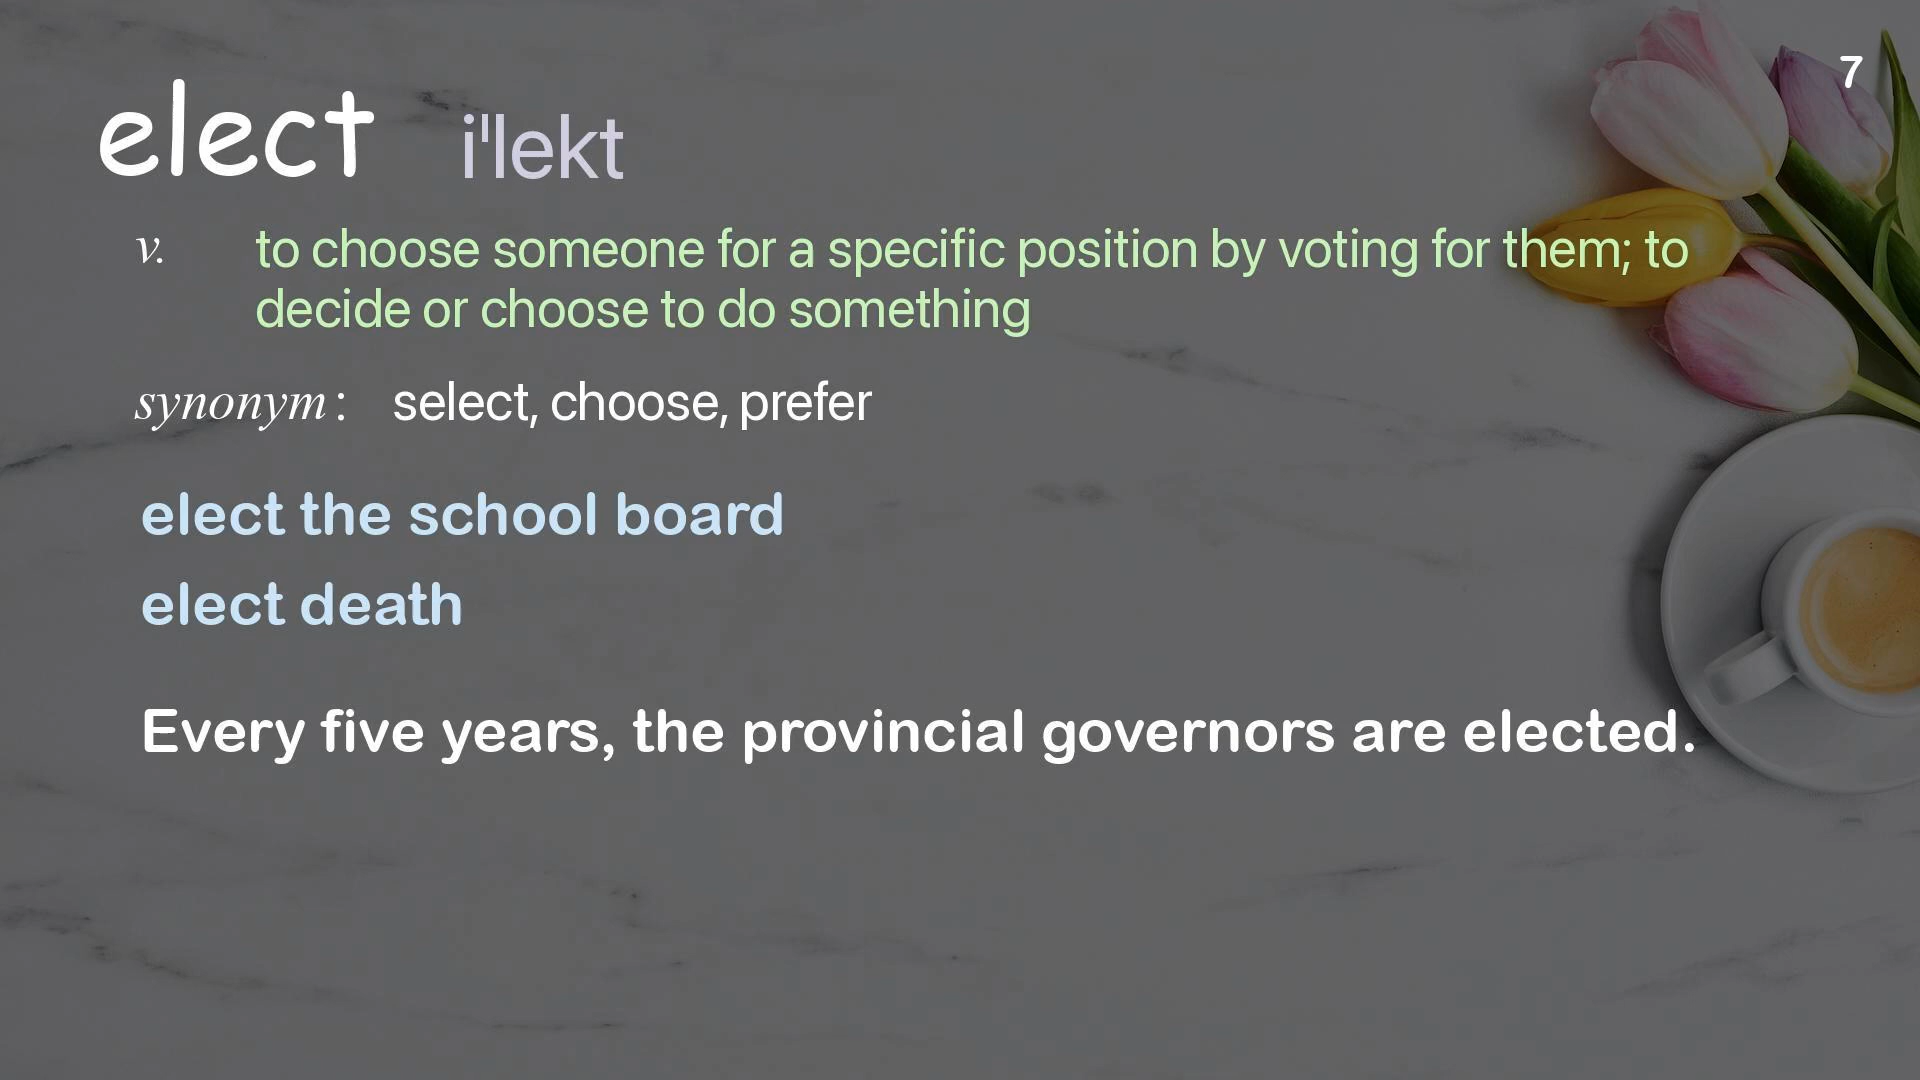 7
elect iˈlekt
v. to choose someone for a specific position by voting for them; to
decide or choose to do something
synonym : select, choose, prefer
elect the school board
elect death
Every five years, the provincial governors are elected.